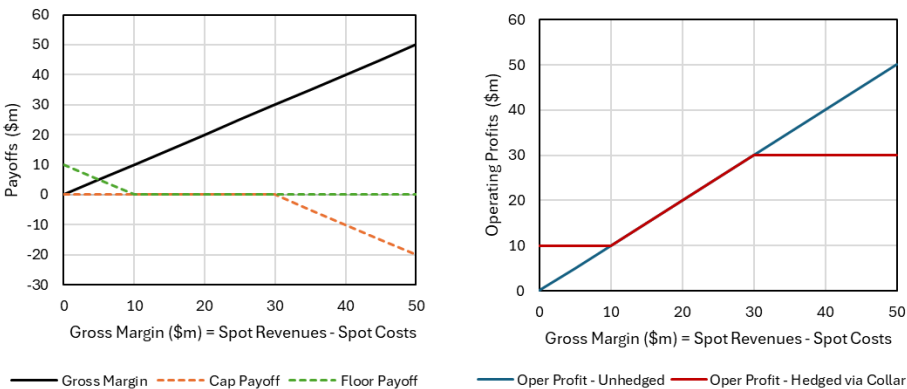 Payoffs ($m)
60
50
40
30
20
10
0
-10
-20
-30
0 10 20 30 40 50
Gross Margin ($m) = Spot Revenues - Spot Costs
Gross Margin Cap Payoff Floor Payoff
Operating Profits ($m)
60
50
40
30
20
10
0
0 10 20 30 40 50
Gross Margin ($m) = Spot Revenues - Spot Costs
Oper Profit - Unhedged Oper Profit - Hedged via Collar